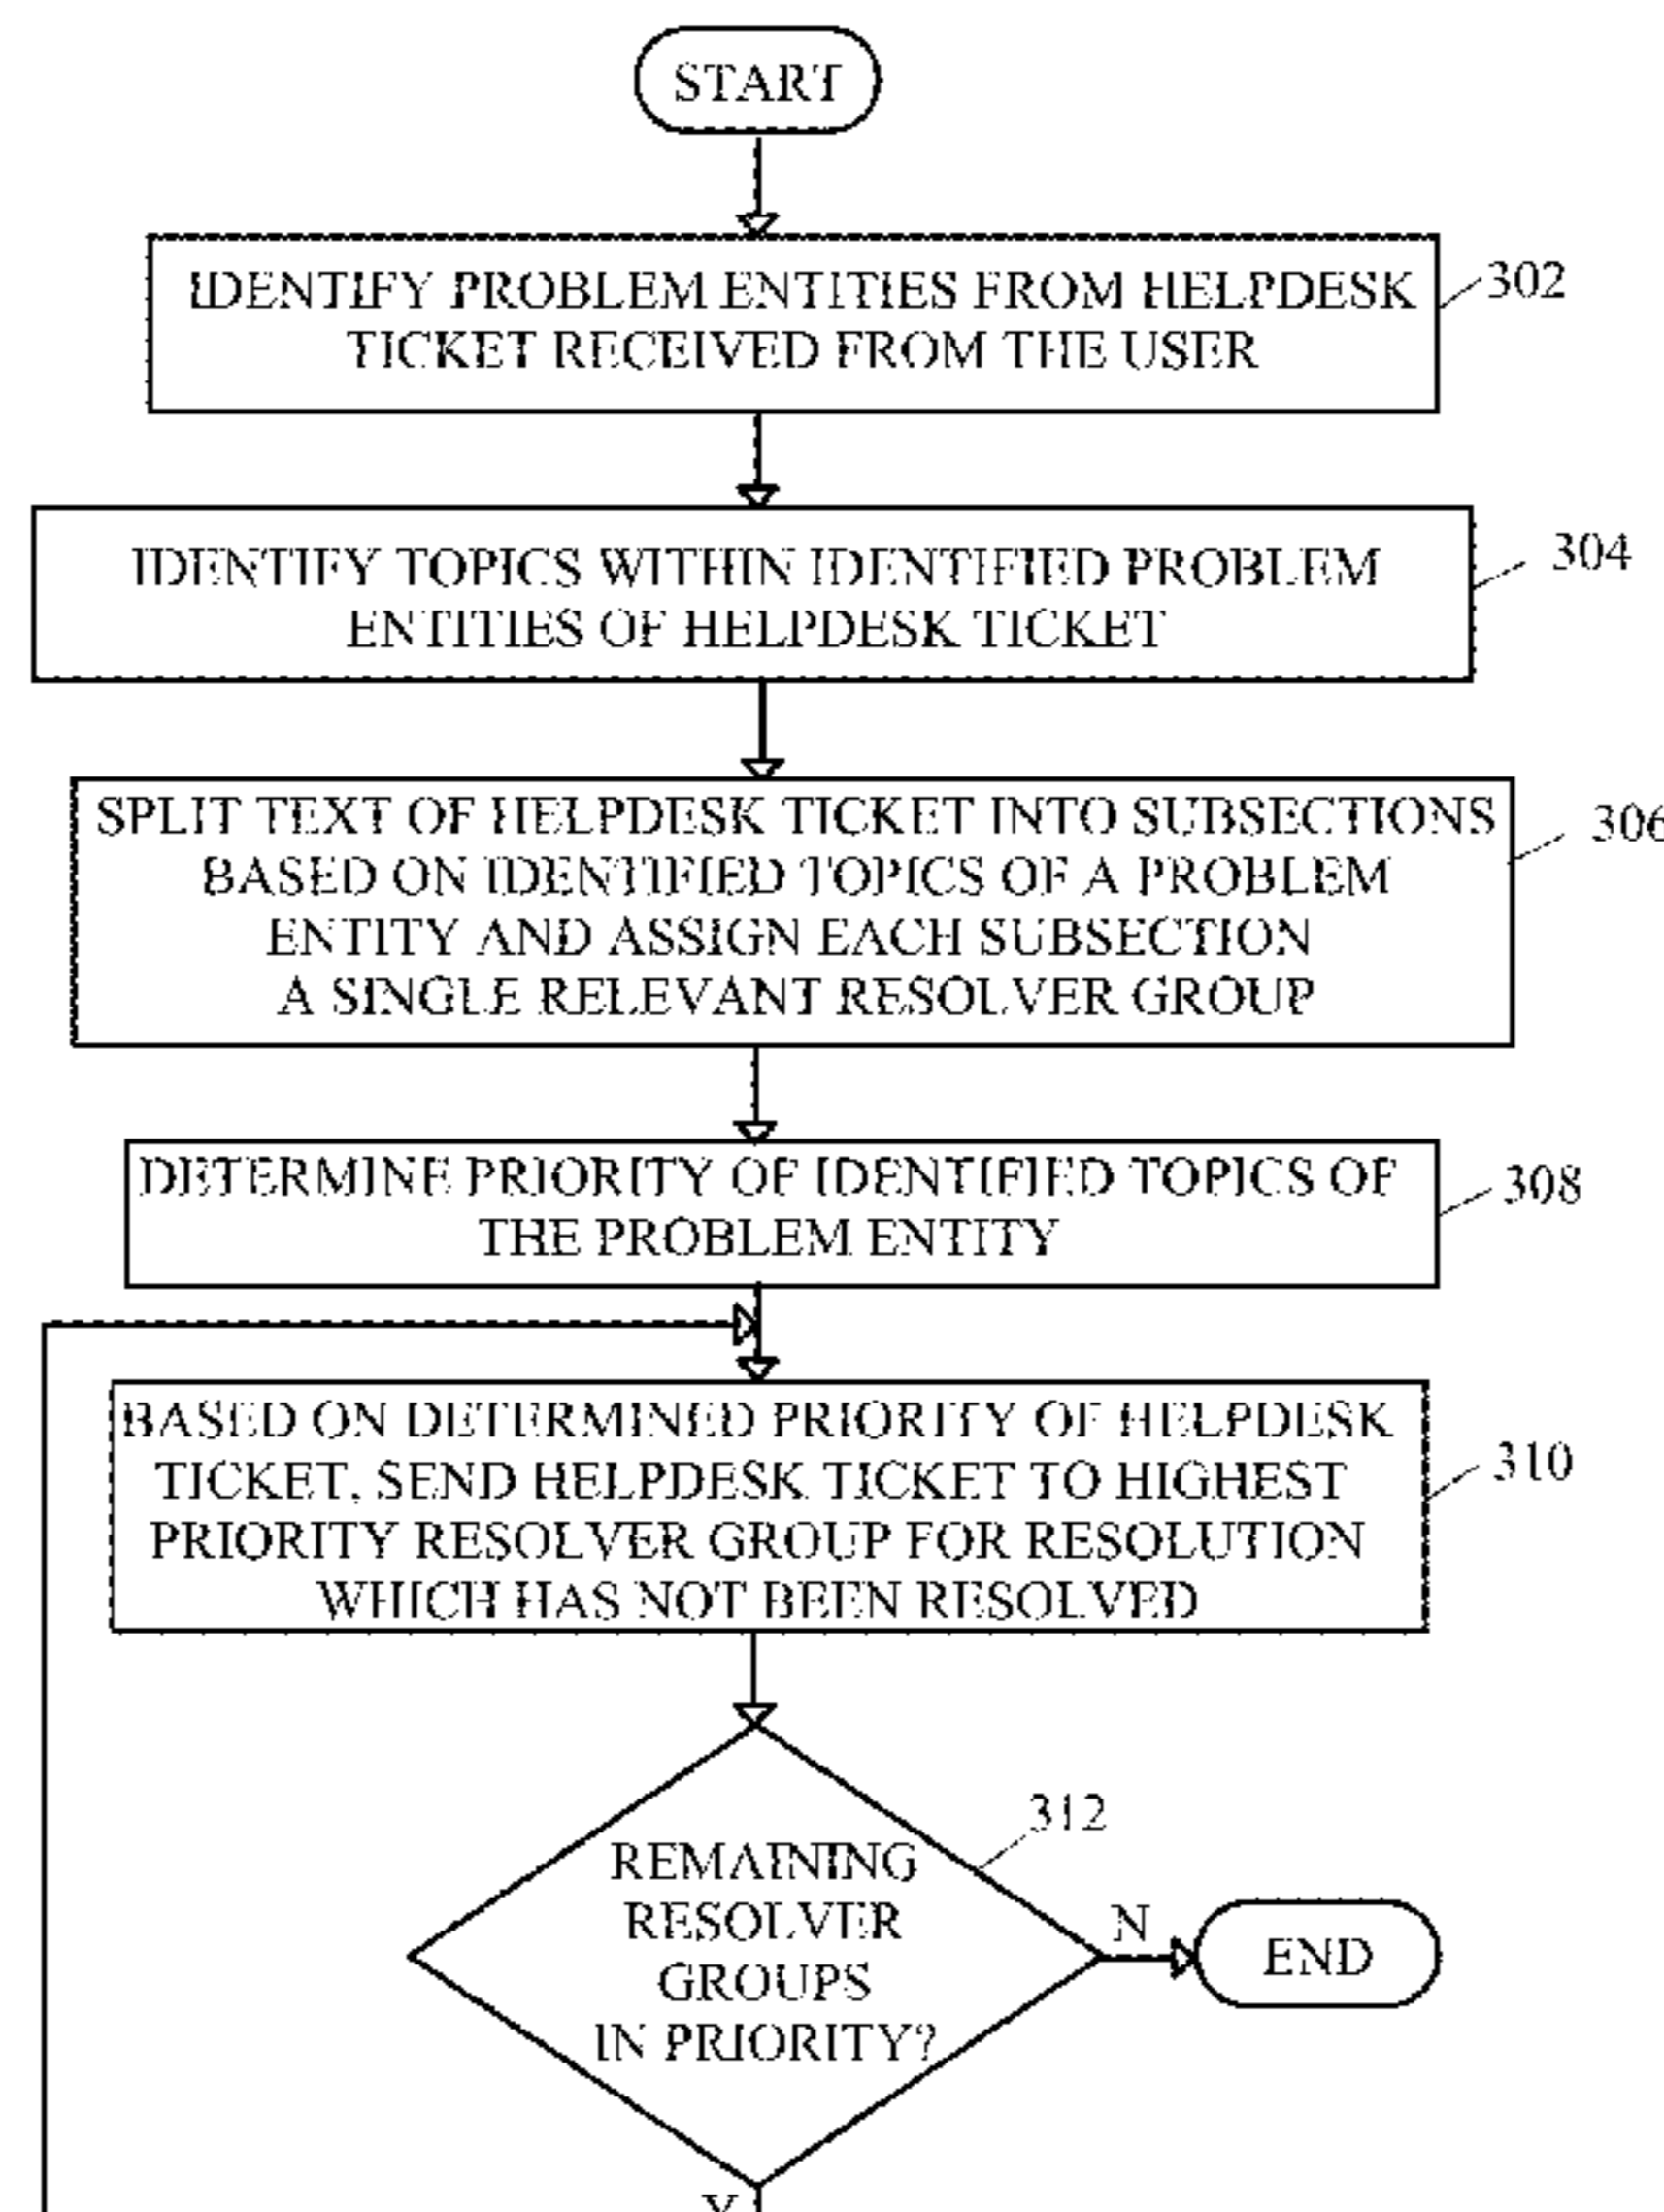 START
IDENTIFY PROBLEM ENTITIES FROM HELPDESK
TICKET RECEIVED FROM THE USER
302
IDENTIFY TOPICS WITHIN IDENTIFIED PROBLEM
ENTITIES OF HELPDESK TICKET
304
SPLIT TEXT OF HELPDESK TICKET INTO SUBSECTIONS
BASED ON IDENTIFIED TOPICS OF A PROBLEM
ENTITY AND ASSIGN EACH SUBSECTION
A SINGLE RELEVANT RESOLVER GROUP
306
DETERMINE PRIORITY OF IDENTIFIED TOPICS OF
THE PROBLEM ENTITY
308
BASED ON DETERMINED PRIORITY OF HELPDESK
TICKET, SEND HELPDESK TICKET TO HIGHEST
PRIORITY RESOLVER GROUP FOR RESOLUTION
WHICH HAS NOT BEEN RESOLVED
310
312
REMAINING
RESOLVER
GROUPS
IN PRIORITY?
N
END
Y